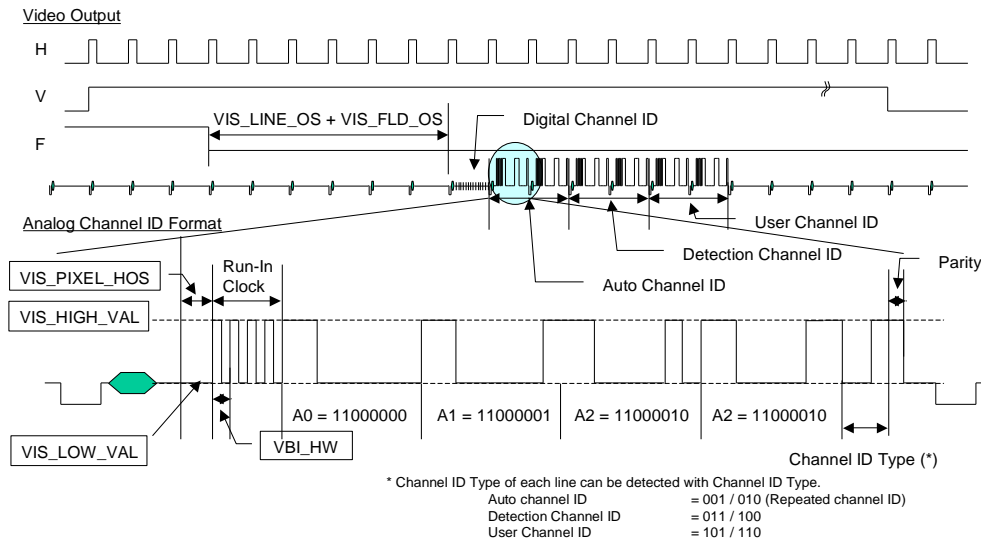 Video Output
H
V
VIS_LINE_OS + VIS_FLD_OS
Digital Channel ID
F
User Channel ID
Analog Channel ID Format
Detection Channel ID
VIS_PIXEL_HOS
Run-In
Clock
Parity
Auto Channel ID
VIS_HIGH_VAL
A0 = 11000000
A1 = 11000001
A2 = 11000010
A2 = 11000010
VIS_LOW_VAL
VBI_HW
Channel ID Type (*)
* Channel ID Type of each line can be detected with Channel ID Type.
Auto channel ID = 001 / 010 (Repeated channel ID)
Detection Channel ID = 011 / 100
User Channel ID = 101 / 110